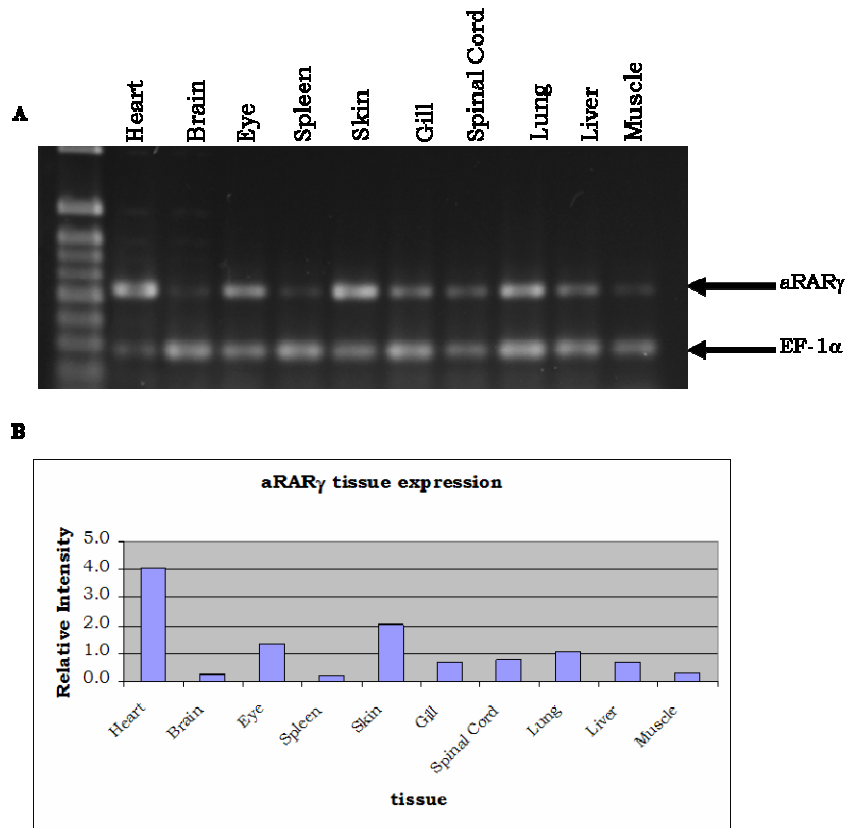 A
Heart
Brain
Eye
Spleen
Skin
Gill
Spinal Cord
Lung
Liver
Muscle
aRARγ
EF-1α
B
aRARγ tissue expression
Relative Intensity
5.0
4.0
3.0
2.0
1.0
0.0
Heart
Brain
Eye
Spleen
Skin
Gill
Spinal Cord
Lung
Liver
Muscle
tissue